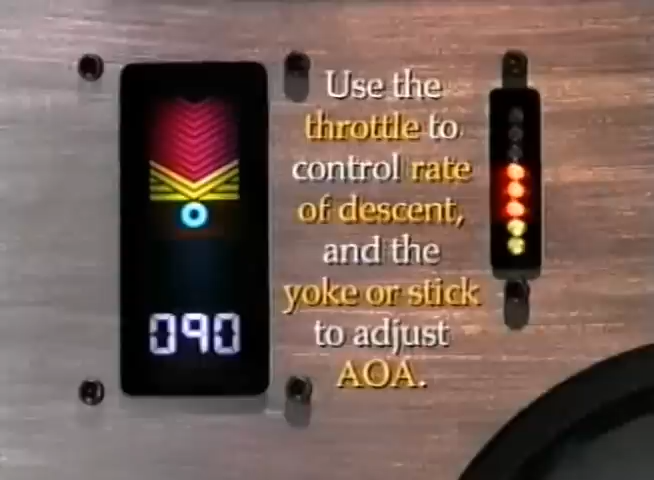 Use the
throttle to
control rate
of descent,
and the
yoke or stick
to adjust
AOA.
090